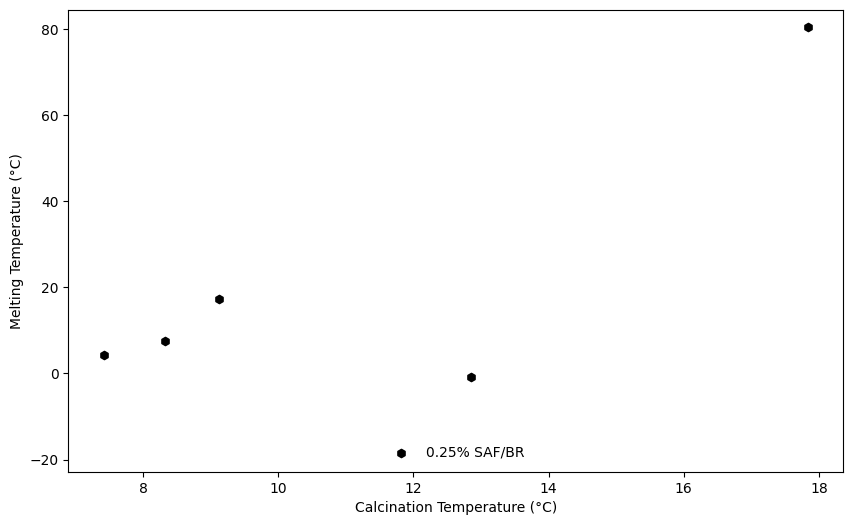 80
60
40
20
0
−20
Melting Temperature (°C)
0.25% SAF/BR
8 10 12 14 16 18
Calcination Temperature (°C)